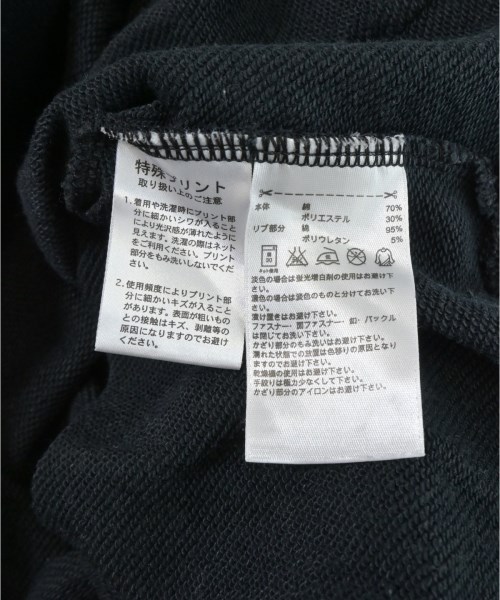 特殊プリント
取り扱い上のご注意
1. 着用や洗濯時にプリント部
分に細かいシワが入ること
により光沢感が薄れたように
見えます。洗濯の際はネット
をご利用ください。プリント
部分をもみ洗いしないでくだ
さい。
2. 使用頻度によりプリント部
分に細かいキズが入ること
があります。表面が粗いもの
との接触はキズ、剥離等の
原因になりますのでお避け
ください。
本体 綿 70%
ポリエステル 30%
リブ部分 綿 95%
ポリウレタン 5%
ネット使用
淡色の場合は蛍光増白剤の使用はお避け下さい。
濃色の場合は淡色のものと分けてお洗い下
さい。
漬け置きはお避け下さい。
ファスナー・面ファスナー・釦・バックル
は閉じてお洗い下さい。
かざり部分のもみ洗いはお避け下さい。
濡れた状態での放置は色移りの原因となり
ますのでお避け下さい。
乾燥機の使用はお避け下さい。
手絞りは極力少なくして下さい。
かざり部分のアイロンはお避け下さい。